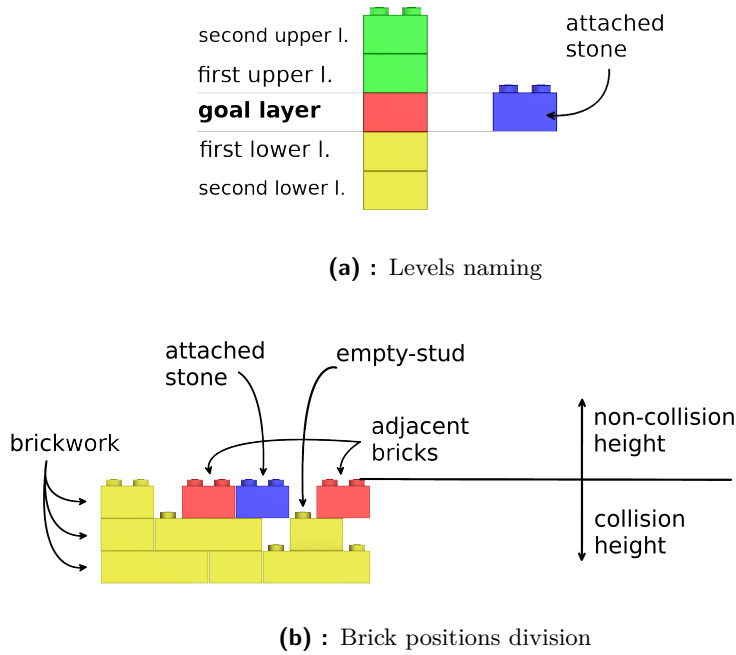 second upper l.
first upper l.
goal layer
first lower l.
second lower l.
attached
stone
(a) : Levels naming
attached
stone
empty-stud
adjacent
bricks
brickwork
non-collision
height
collision
height
(b) : Brick positions division